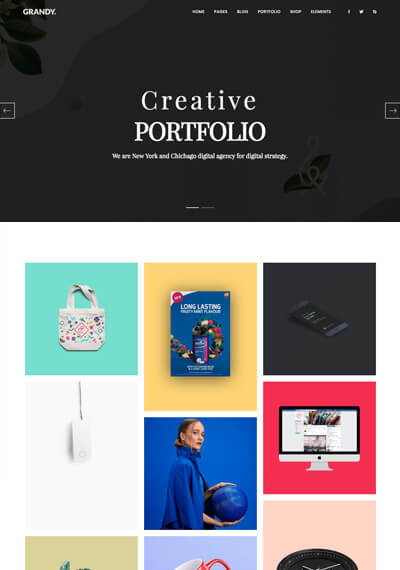 GRANDY.
HOME PAGES BLOG PORTFOLIO SHOP ELEMENTS
Creative
PORTFOLIO
We are New York and Chichago digital agency for digital strategy.
NEW
LONG LASTING
FRUITY MINT FLAVOUR